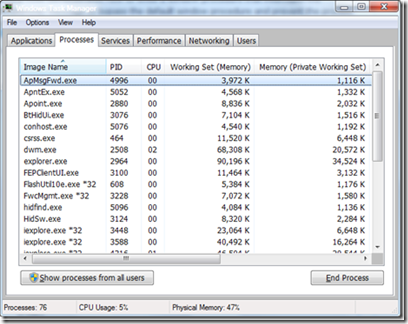 Windows Task Manager
File Options View Help
Applications Processes Services Performance Networking Users
Image Name PID CPU Working Set (Memory) Memory (Private Working Set)
ApMsgFwd.exe 4996 00 3,972 K 1,116 K
ApntEx.exe 5052 00 4,568 K 1,332 K
Apoint.exe 2880 00 8,836 K 2,032 K
BtHidUi.exe 3076 00 7,104 K 1,516 K
conhost.exe 5076 00 4,540 K 1,192 K
csrss.exe 464 00 11,520 K 6,448 K
dwm.exe 2508 02 68,308 K 20,572 K
explorer.exe 2964 00 90,196 K 34,524 K
FEPClientUI.exe 3100 00 11,464 K 3,132 K
FlashUtil10e.exe *32 608 00 5,384 K 1,176 K
FwcMgmt.exe *32 3272 00 7,228 K 1,080 K
hidfind.exe 5096 00 4,084 K 1,136 K
HidSw.exe 3124 00 8,320 K 2,284 K
iexplore.exe *32 3448 00 23,064 K 6,648 K
iexplore.exe *32 3588 00 40,492 K 16,264 K
Show processes from all users End Process
Processes: 76 CPU Usage: 5% Physical Memory: 47%